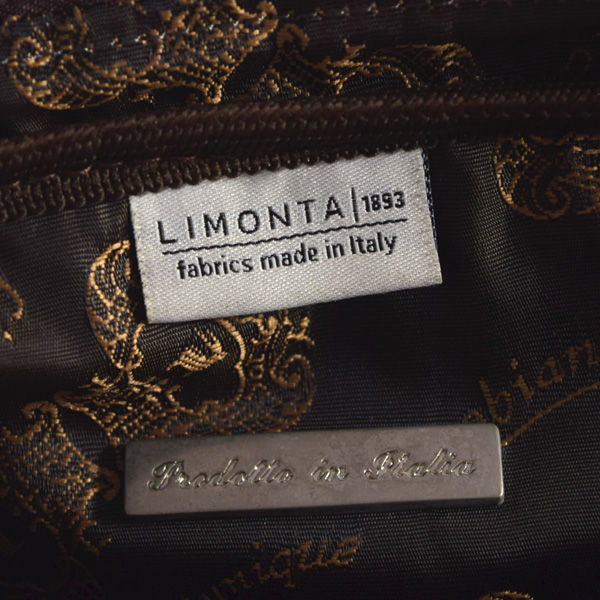 LIMONTA | 1893
fabrics made in Italy
Prodotto in Italia